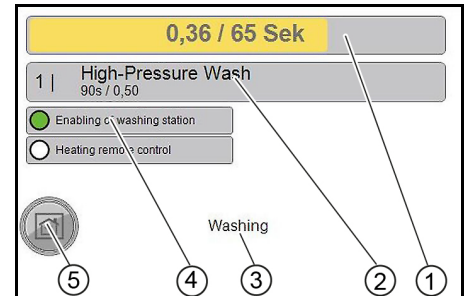 0,36 / 65 Sek
1 | High-Pressure Wash
90s / 0,50
Enabling of washing station
Heating remote control
Washing
5 4 3 2 1